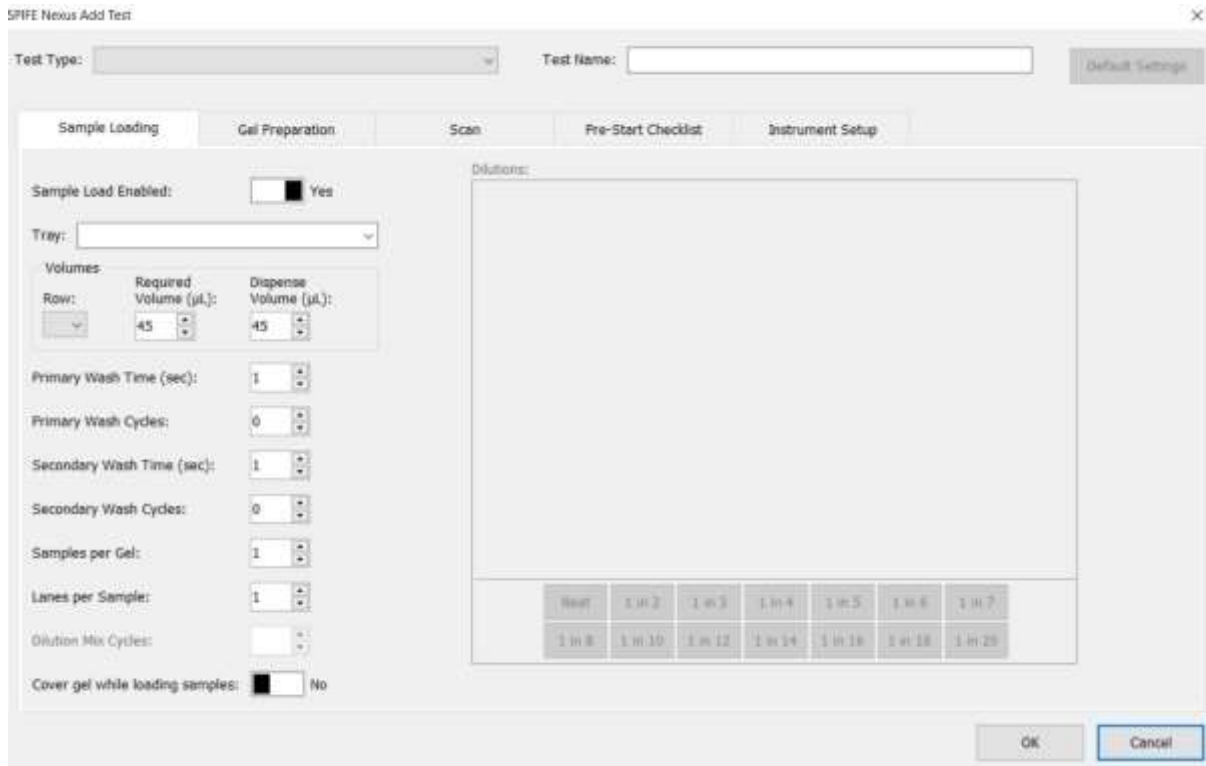 SPIFE Nexus Add Test
Test Type:
Test Name:
Default Settings
Sample Loading
Gel Preparation
Scan
Pre-Start Checklist
Instrument Setup
Sample Load Enabled: Yes
Tray:
Volumes
Row:
Required Volume (µL):
Dispense Volume (µL):
45
45
Primary Wash Time (sec): 1
Primary Wash Cycles: 0
Secondary Wash Time (sec): 1
Secondary Wash Cycles: 0
Samples per Gel: 1
Lanes per Sample: 1
Dilution Mix Cycles:
Cover gel while loading samples: No
Dilutions:
Neat 1 in 2 1 in 3 1 in 4 1 in 5 1 in 6 1 in 7
1 in 8 1 in 10 1 in 12 1 in 14 1 in 16 1 in 18
OK
Cancel